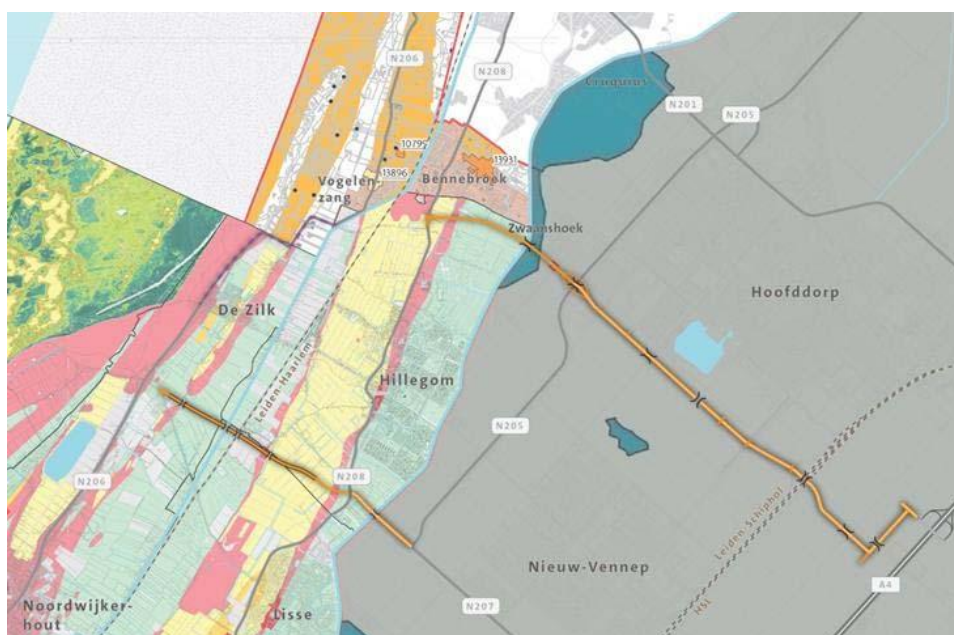 N206
N208
Cruquius
N201
N205
10795
13931
13896
Vogelen-
zang
Bennebroek
Zwaanshoek
Hoofddorp
De Zilk
Leiden-Haarlem
Hillegom
N205
N206
N208
Leiden-Schiphol
Nieuw-Vennep
HSL
A4
Noordwijker-
hout
Lisse
N207